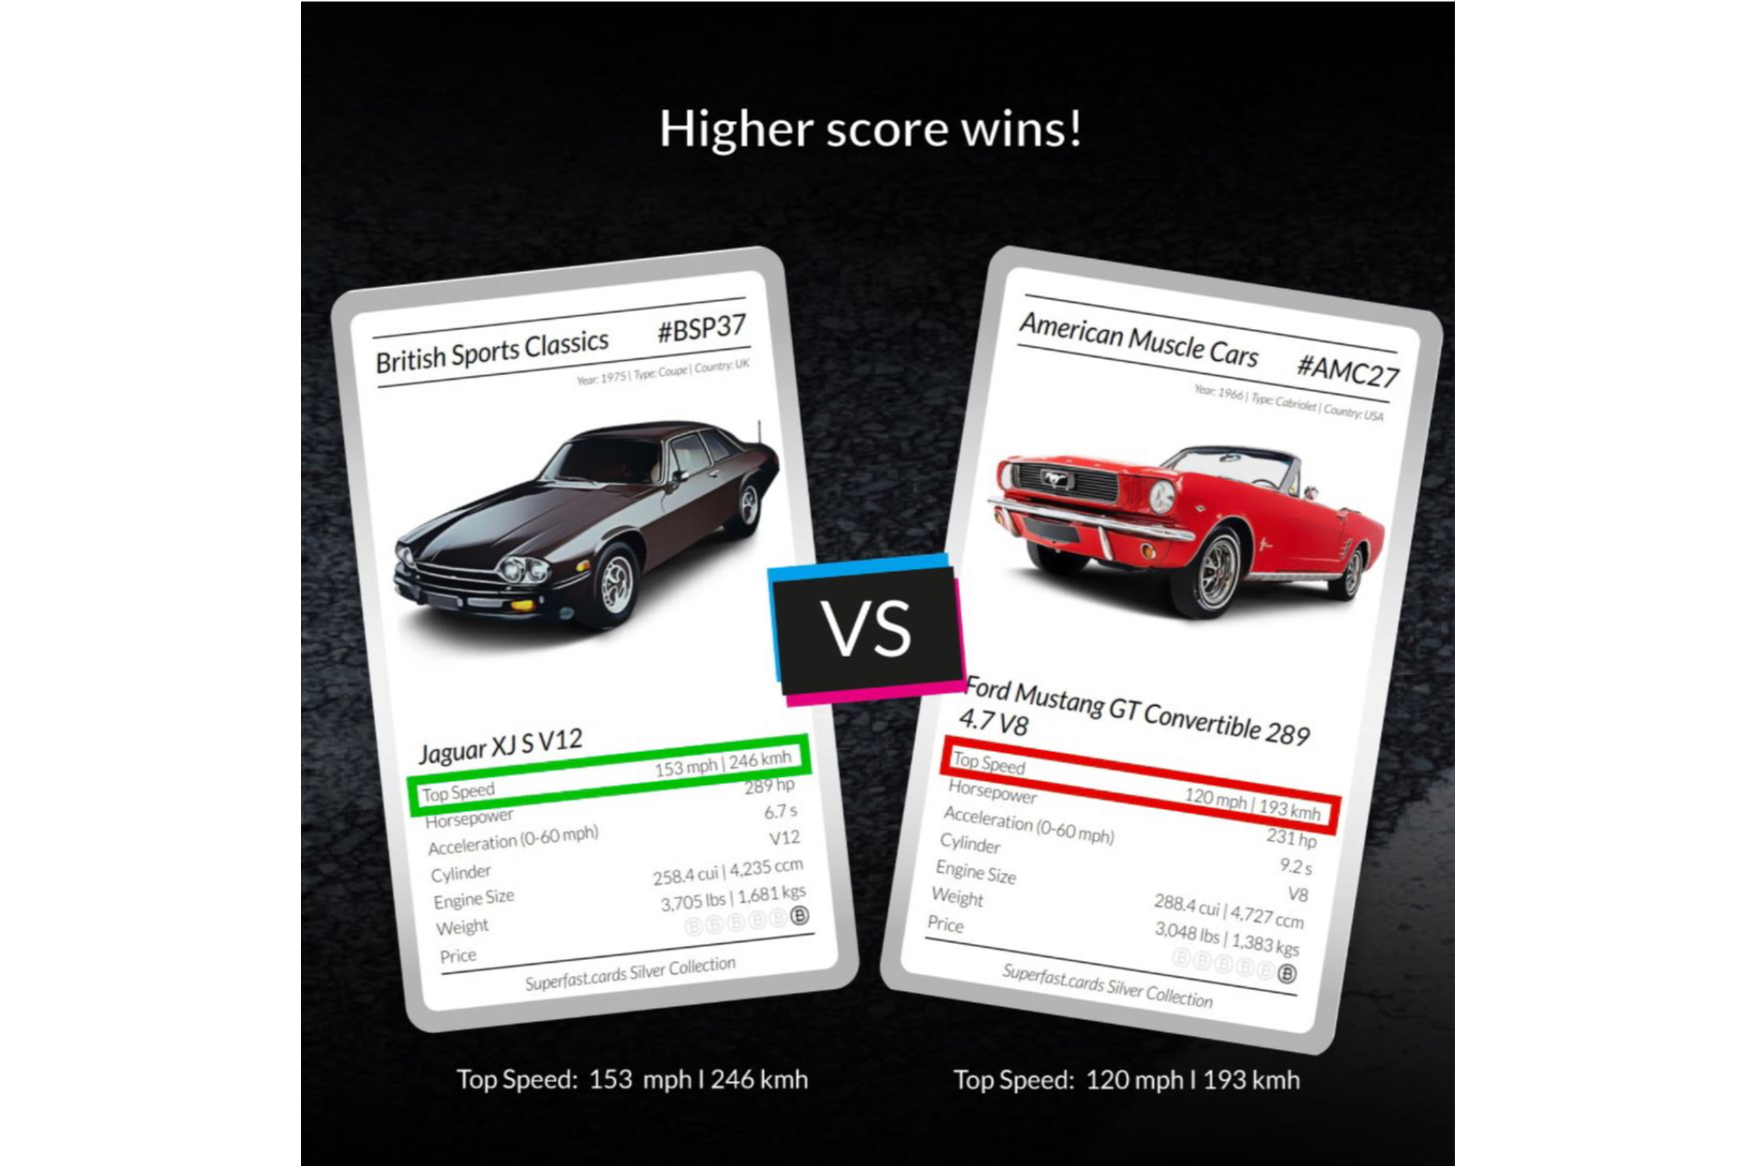 Higher score wins!
British Sports Classics #BSP37
Year: 1975 | Type: Coupe | Country: UK
Jaguar XJ S V12
Top Speed 153 mph | 246 kmh
Horsepower 289 hp
Acceleration (0-60 mph) 6.7 s
Cylinder V12
Engine Size 258.4 cui | 4,235 ccm
Weight 3,705 lbs | 1,681 kgs
Price
Superfast.cards Silver Collection
VS
American Muscle Cars #AMC27
Year: 1966 | Type: Cabriolet | Country: USA
Ford Mustang GT Convertible 289
4.7 V8
Top Speed 120 mph | 193 kmh
Horsepower 231 hp
Acceleration (0-60 mph) 9.2 s
Cylinder V8
Engine Size 288.4 cui | 4,727 ccm
Weight 3,048 lbs | 1,383 kgs
Price
Superfast.cards Silver Collection
Top Speed: 153 mph I 246 kmh
Top Speed: 120 mph I 193 kmh